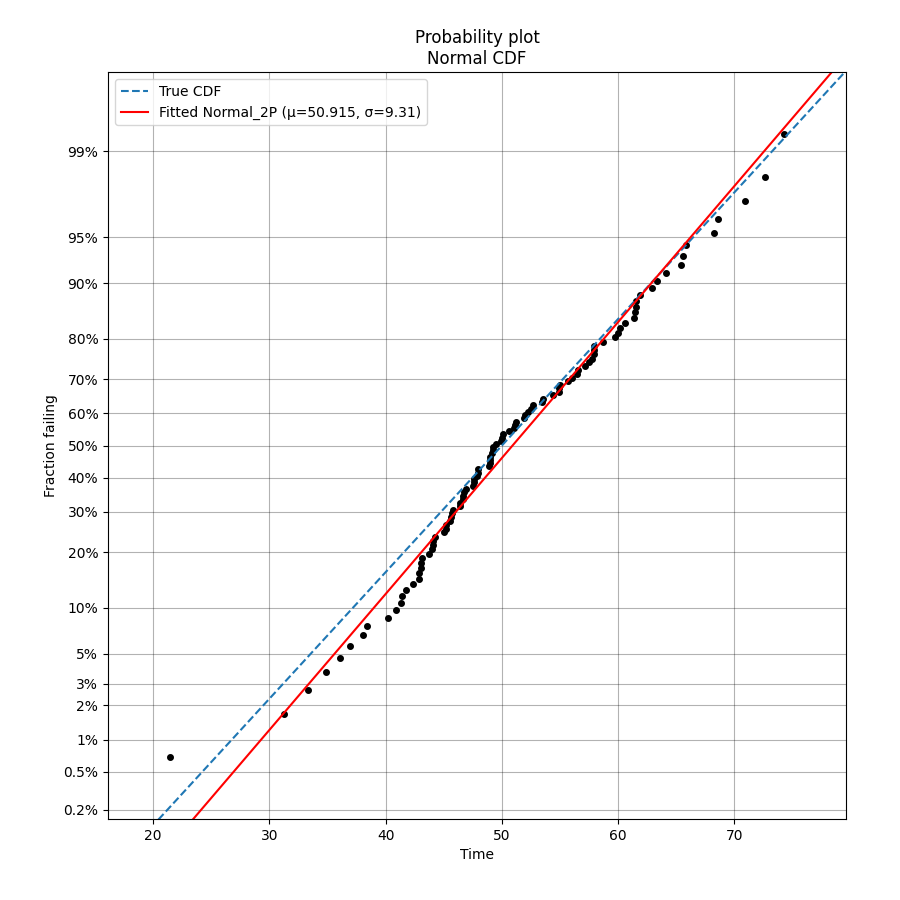 Probability plot
Normal CDF
True CDF
Fitted Normal_2P (μ=50.915, σ=9.31)
99%
95%
90%
80%
70%
60%
50%
40%
30%
20%
10%
5%
3%
2%
1%
0.5%
0.2%
Fraction failing
20 30 40 50 60 70
Time